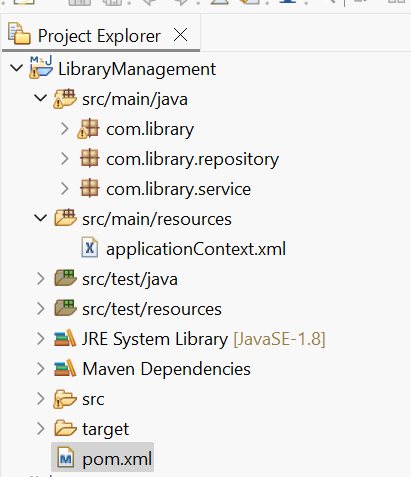 Project Explorer
LibraryManagement
src/main/java
com.library
com.library.repository
com.library.service
src/main/resources
applicationContext.xml
src/test/java
src/test/resources
JRE System Library [JavaSE-1.8]
Maven Dependencies
src
target
pom.xml